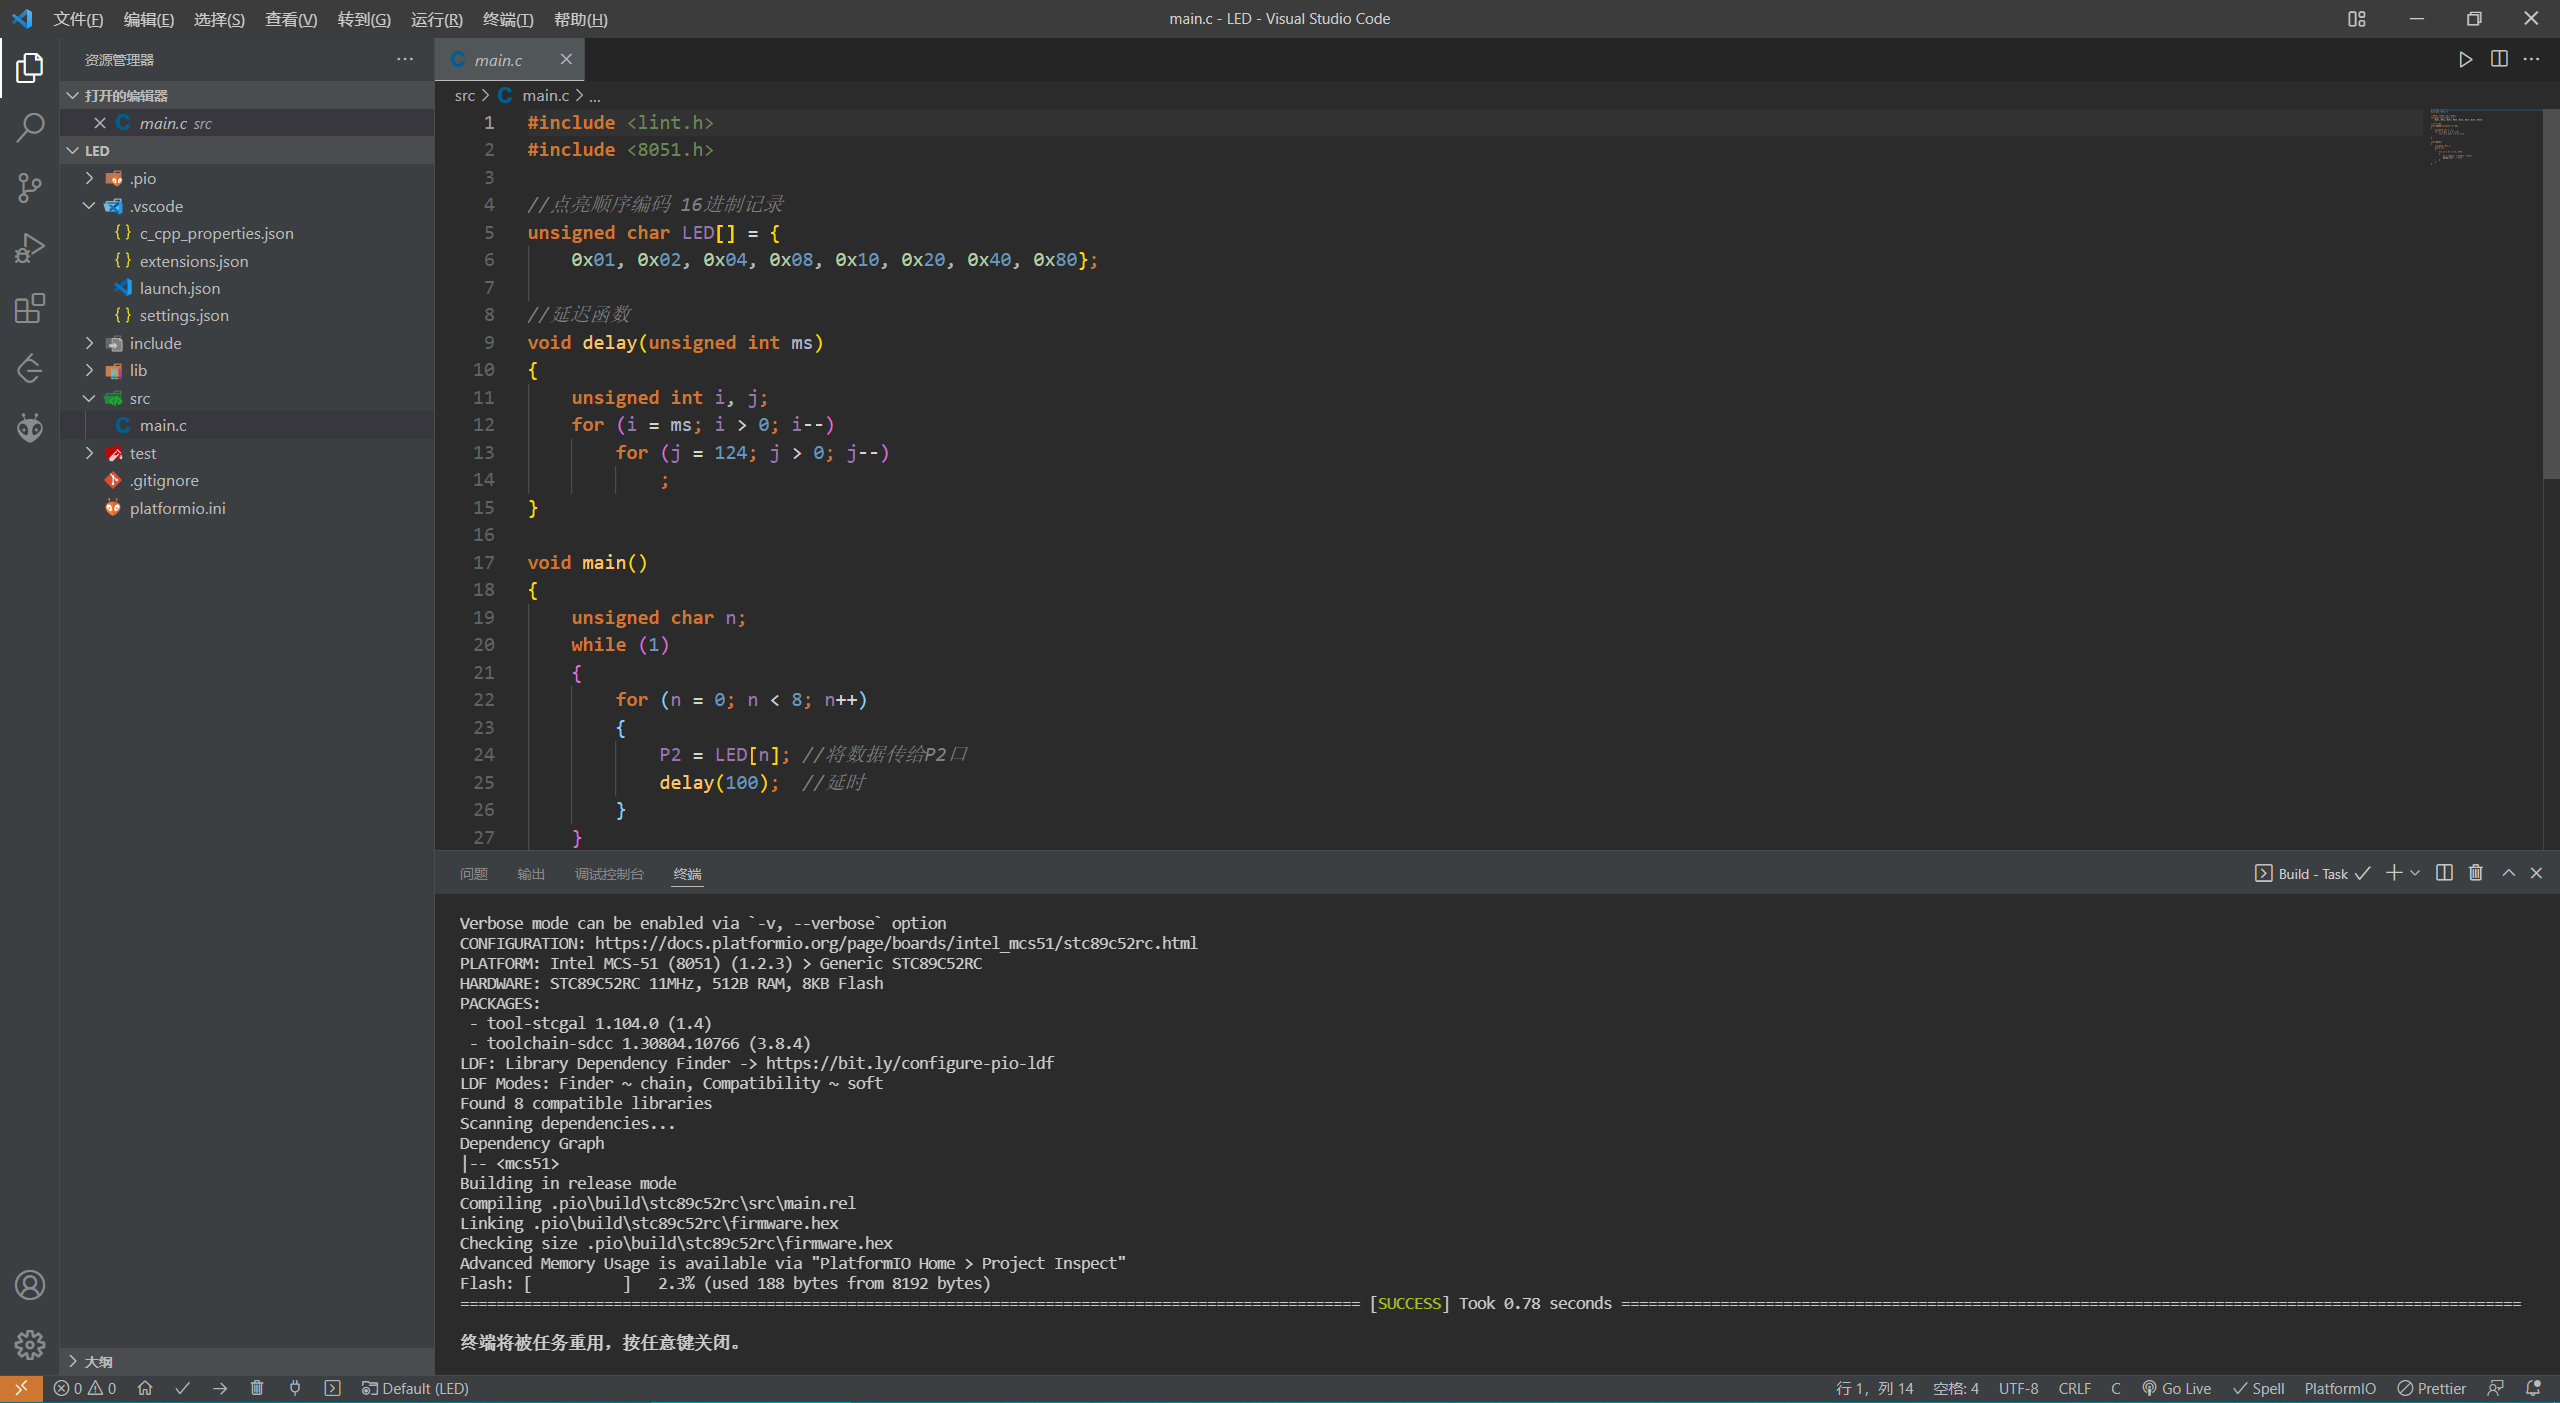 文件(F) 编辑(E) 选择(S) 查看(V) 转到(G) 运行(R) 终端(T) 帮助(H) main.c - LED - Visual Studio Code
资源管理器
打开的编辑器
main.c src
LED
.pio
.vscode
c_cpp_properties.json
extensions.json
launch.json
settings.json
include
lib
src
main.c
test
.gitignore
platformio.ini
大纲
main.c
src > main.c > ...
1 #include <lint.h>
2 #include <8051.h>
3
4 //点亮顺序编码 16进制记录
5 unsigned char LED[] = {
6     0x01, 0x02, 0x04, 0x08, 0x10, 0x20, 0x40, 0x80};
7
8 //延迟函数
9 void delay(unsigned int ms)
10 {
11     unsigned int i, j;
12     for (i = ms; i > 0; i--)
13         for (j = 124; j > 0; j--)
14             ;
15 }
16
17 void main()
18 {
19     unsigned char n;
20     while (1)
21     {
22         for (n = 0; n < 8; n++)
23         {
24             P2 = LED[n]; //将数据传给P2口
25             delay(100);  //延时
26         }
27     }
问题 输出 调试控制台 终端 Build - Task
Verbose mode can be enabled via `-v, --verbose` option
CONFIGURATION: https://docs.platformio.org/page/boards/intel_mcs51/stc89c52rc.html
PLATFORM: Intel MCS-51 (8051) (1.2.3) > Generic STC89C52RC
HARDWARE: STC89C52RC 11MHz, 512B RAM, 8KB Flash
PACKAGES:
 - tool-stcgal 1.104.0 (1.4)
 - toolchain-sdcc 1.30804.10766 (3.8.4)
LDF: Library Dependency Finder -> https://bit.ly/configure-pio-ldf
LDF Modes: Finder ~ chain, Compatibility ~ soft
Found 8 compatible libraries
Scanning dependencies...
Dependency Graph
|-- <mcs51>
Building in release mode
Compiling .pio\build\stc89c52rc\src\main.rel
Linking .pio\build\stc89c52rc\firmware.hex
Checking size .pio\build\stc89c52rc\firmware.hex
Advanced Memory Usage is available via "PlatformIO Home > Project Inspect"
Flash: [          ]   2.3% (used 188 bytes from 8192 bytes)
==================== [SUCCESS] Took 0.78 seconds ====================
终端将被任务重用，按任意键关闭。
0 0 Default (LED) 行 1，列 14 空格: 4 UTF-8 CRLF C Go Live Spell PlatformIO Prettier